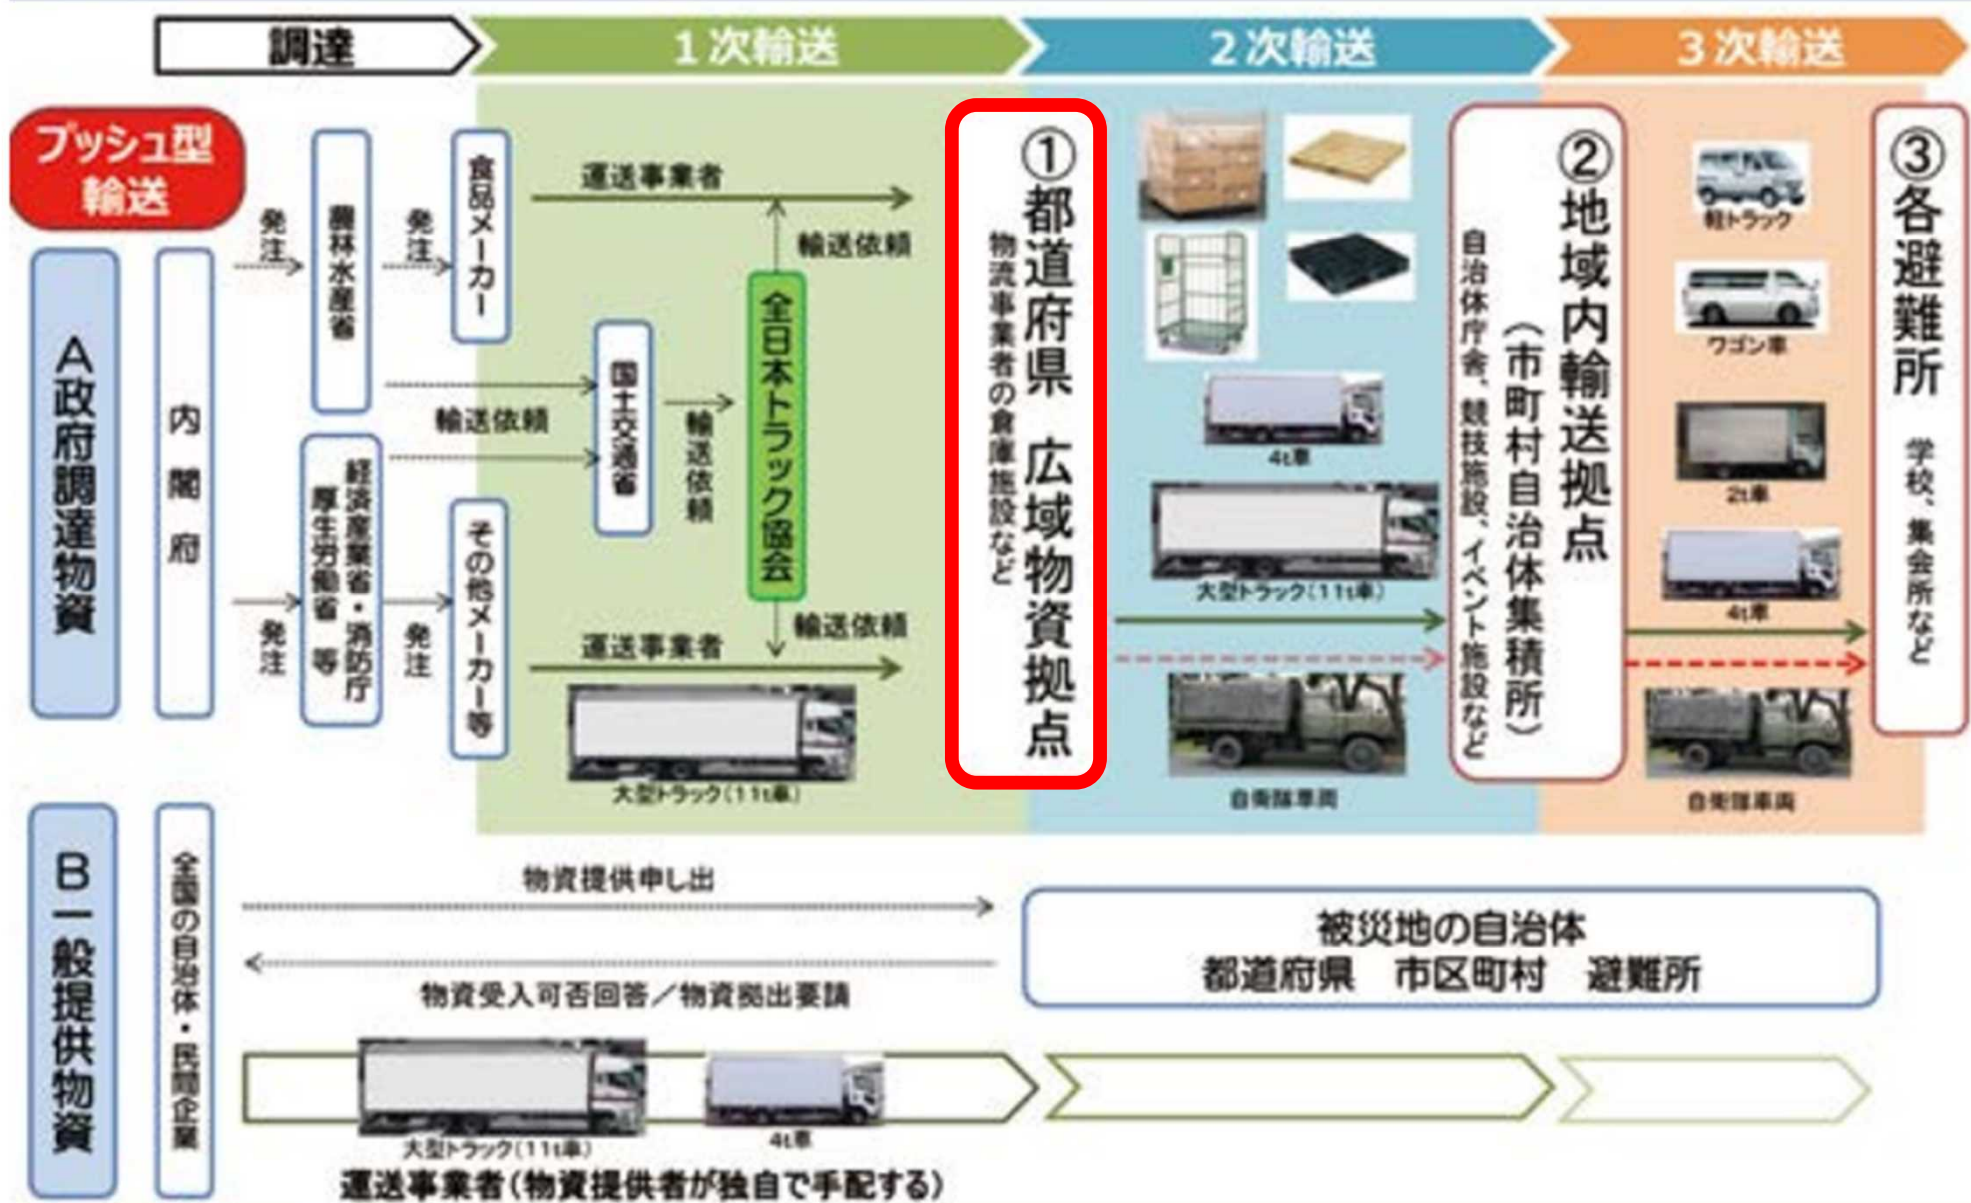 調達
1次輸送
2次輸送
3次輸送
プッシュ型
輸送
A政府調達物資
内閣府
発注
農林水産省
発注
食品メーカー
輸送依頼
発注
経済産業省・消防庁
厚生労働省 等
発注
その他メーカー等
国土交通省
輸送依頼
運送事業者
輸送依頼
全日本トラック協会
輸送依頼
運送事業者
大型トラック(11t車)
①都道府県 広域物資拠点
物流事業者の倉庫施設など
4t車
大型トラック(11t車)
自衛隊車両
②地域内輸送拠点
(市町村自治体集積所)
自治体庁舎、競技施設、イベント施設など
軽トラック
ワゴン車
2t車
4t車
自衛隊車両
③各避難所 学校、集会所など
B一般提供物資
全国の自治体・民間企業
物資提供申し出
物資受入可否回答/物資拠出要請
被災地の自治体
都道府県 市区町村 避難所
大型トラック(11t車)
4t車
運送事業者(物資提供者が独自で手配する)